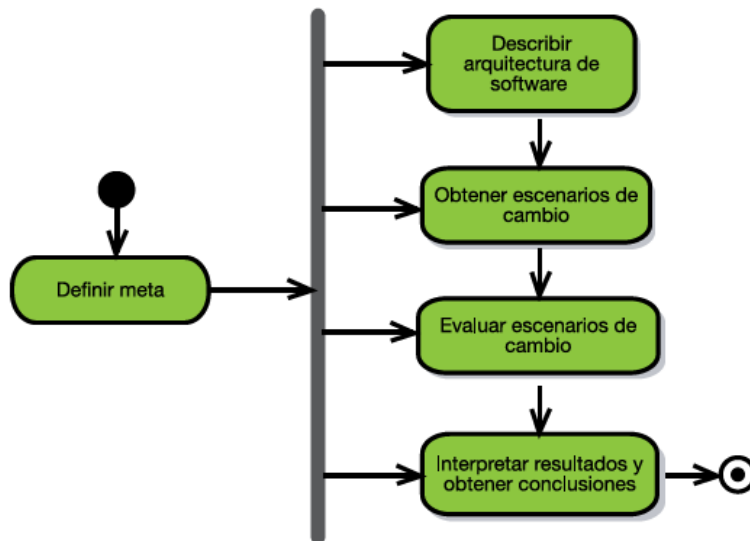 Describir
arquitectura de
software
Obtener escenarios de
cambio
Definir meta
Evaluar escenarios de
cambio
Interpretar resultados y
obtener conclusiones